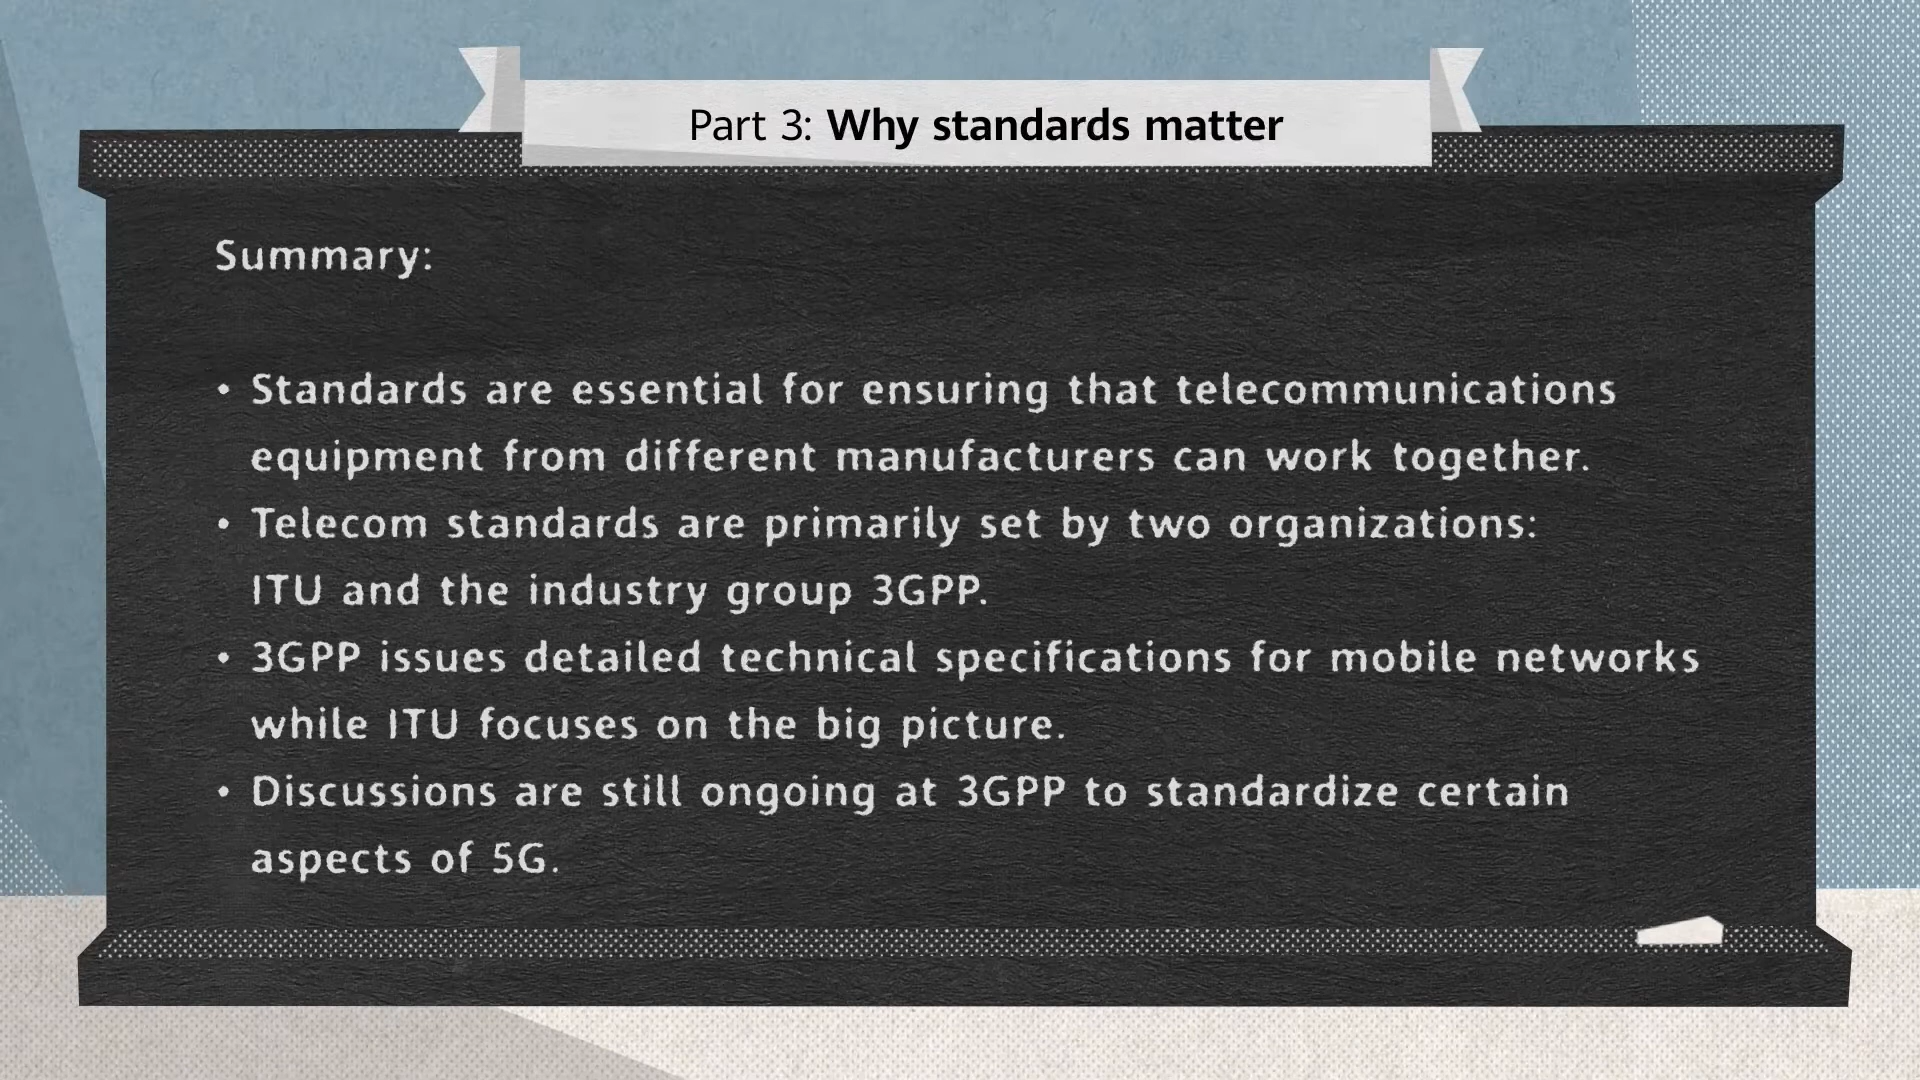 Part 3: Why standards matter
Summary:
• Standards are essential for ensuring that telecommunications
equipment from different manufacturers can work together.
• Telecom standards are primarily set by two organizations:
ITU and the industry group 3GPP.
• 3GPP issues detailed technical specifications for mobile networks
while ITU focuses on the big picture.
• Discussions are still ongoing at 3GPP to standardize certain
aspects of 5G.